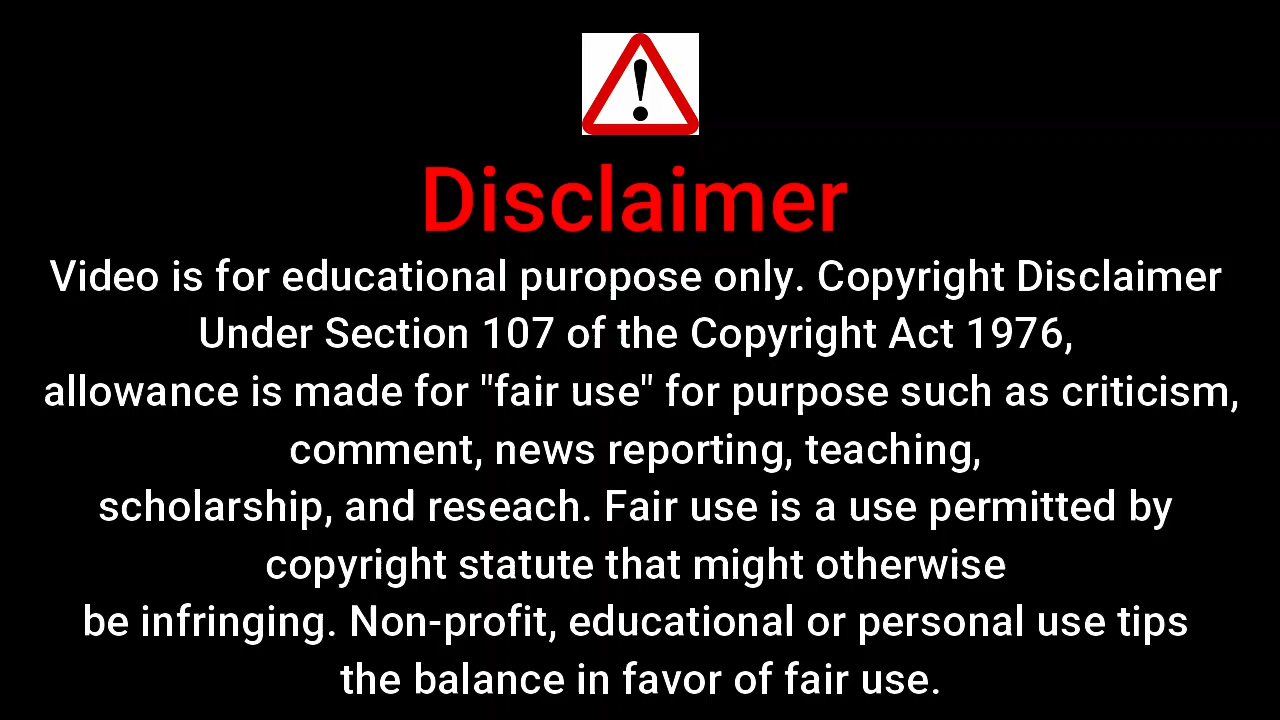 Disclaimer
Video is for educational puropose only. Copyright Disclaimer
Under Section 107 of the Copyright Act 1976,
allowance is made for "fair use" for purpose such as criticism,
comment, news reporting, teaching,
scholarship, and reseach. Fair use is a use permitted by
copyright statute that might otherwise
be infringing. Non-profit, educational or personal use tips
the balance in favor of fair use.